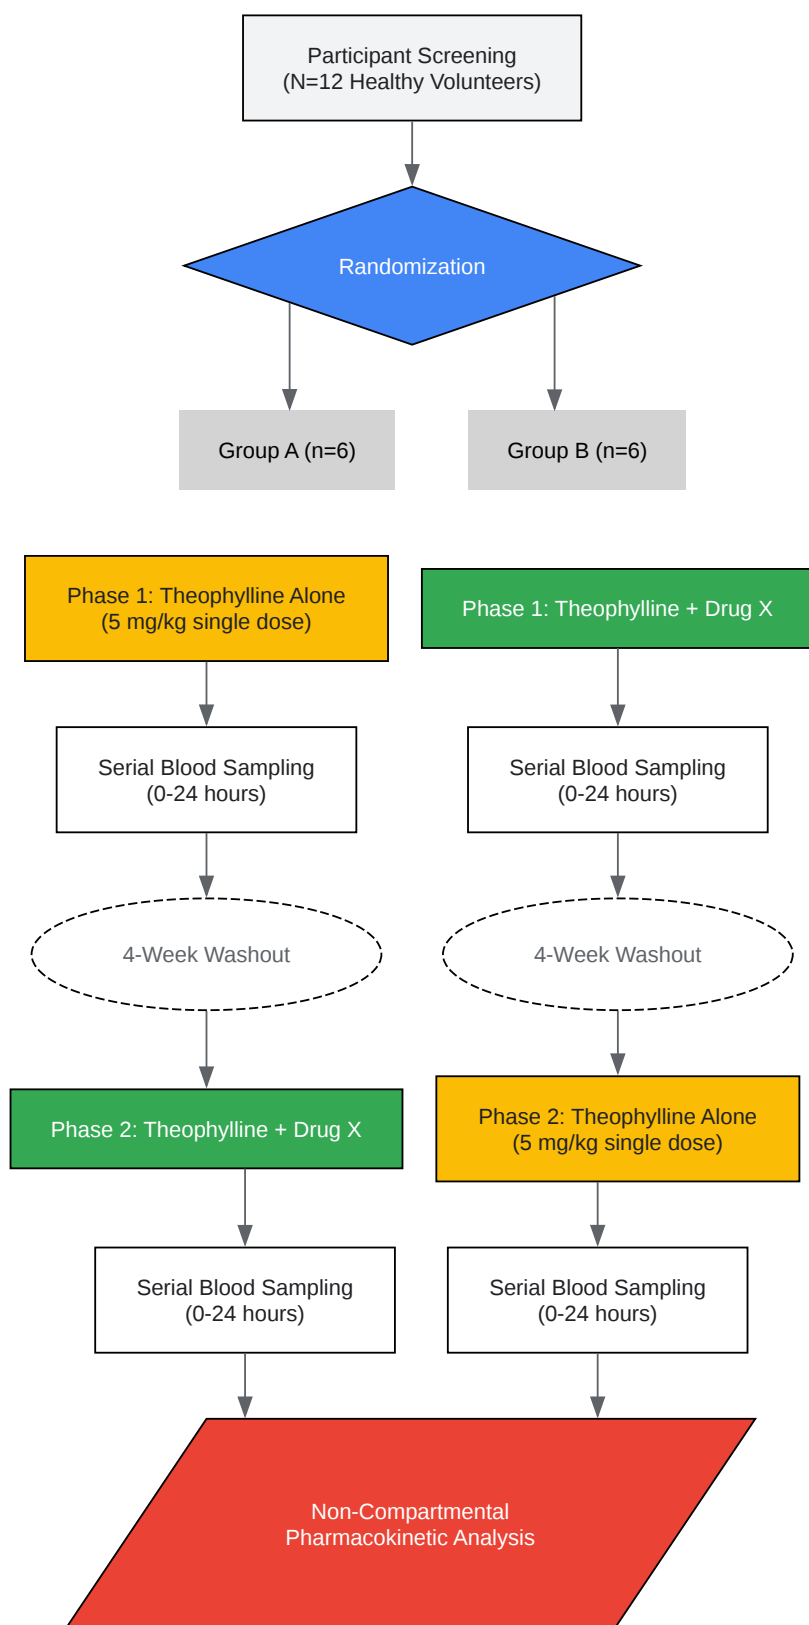 Participant Screening
(N=12 Healthy Volunteers)
Randomization
Group A (n=6)
Group B (n=6)
Phase 1: Theophylline Alone
(5 mg/kg single dose)
Phase 1: Theophylline + Drug X
Serial Blood Sampling
(0-24 hours)
Serial Blood Sampling
(0-24 hours)
4-Week Washout
4-Week Washout
Phase 2: Theophylline + Drug X
Phase 2: Theophylline Alone
(5 mg/kg single dose)
Serial Blood Sampling
(0-24 hours)
Serial Blood Sampling
(0-24 hours)
Non-Compartmental
Pharmacokinetic Analysis